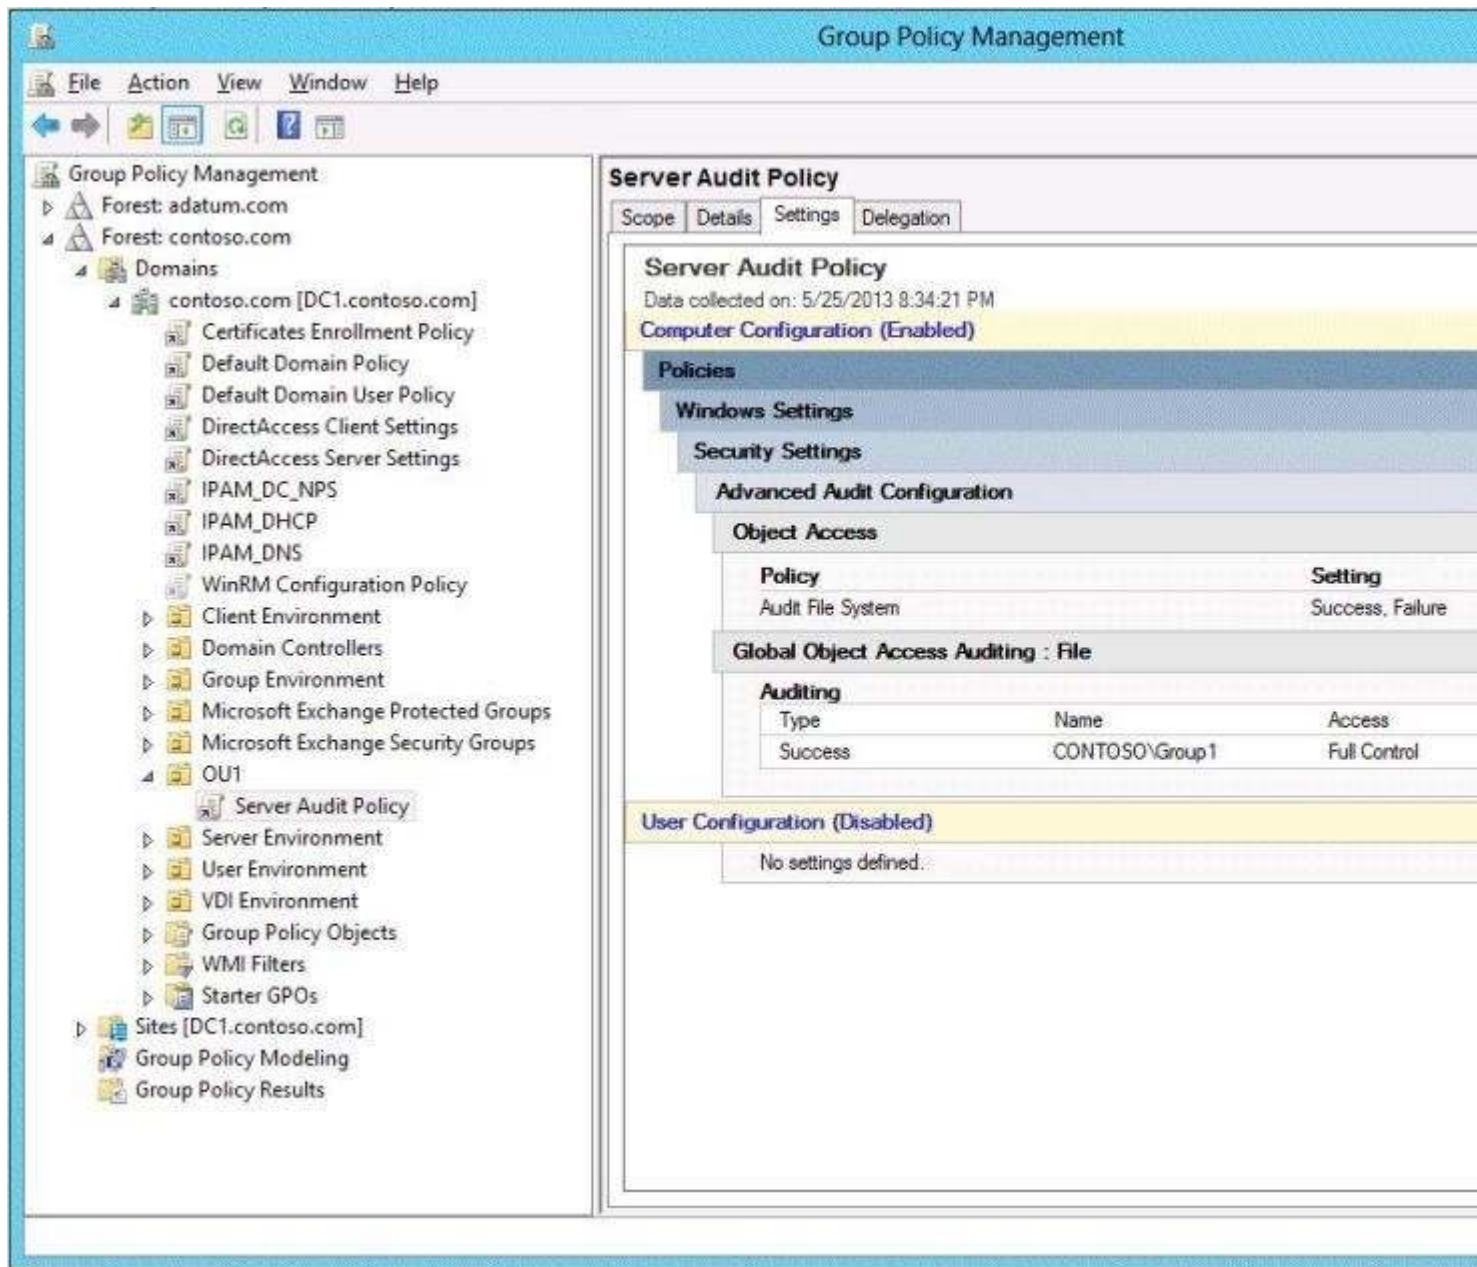 Group Policy Management
File Action View Window Help
Group Policy Management
Forest: adatum.com
Forest: contoso.com
Domains
contoso.com [DC1.contoso.com]
Certificates Enrollment Policy
Default Domain Policy
Default Domain User Policy
DirectAccess Client Settings
DirectAccess Server Settings
IPAM_DC_NPS
IPAM_DHCP
IPAM_DNS
WinRM Configuration Policy
Client Environment
Domain Controllers
Group Environment
Microsoft Exchange Protected Groups
Microsoft Exchange Security Groups
OU1
Server Audit Policy
Server Environment
User Environment
VDI Environment
Group Policy Objects
WMI Filters
Starter GPOs
Sites [DC1.contoso.com]
Group Policy Modeling
Group Policy Results
Server Audit Policy
Scope Details Settings Delegation
Server Audit Policy
Data collected on: 5/25/2013 8:34:21 PM
Computer Configuration (Enabled)
Policies
Windows Settings
Security Settings
Advanced Audit Configuration
Object Access
Policy Setting
Audit File System Success, Failure
Global Object Access Auditing : File
Auditing
Type Name Access
Success CONTOSO\Group1 Full Control
User Configuration (Disabled)
No settings defined.